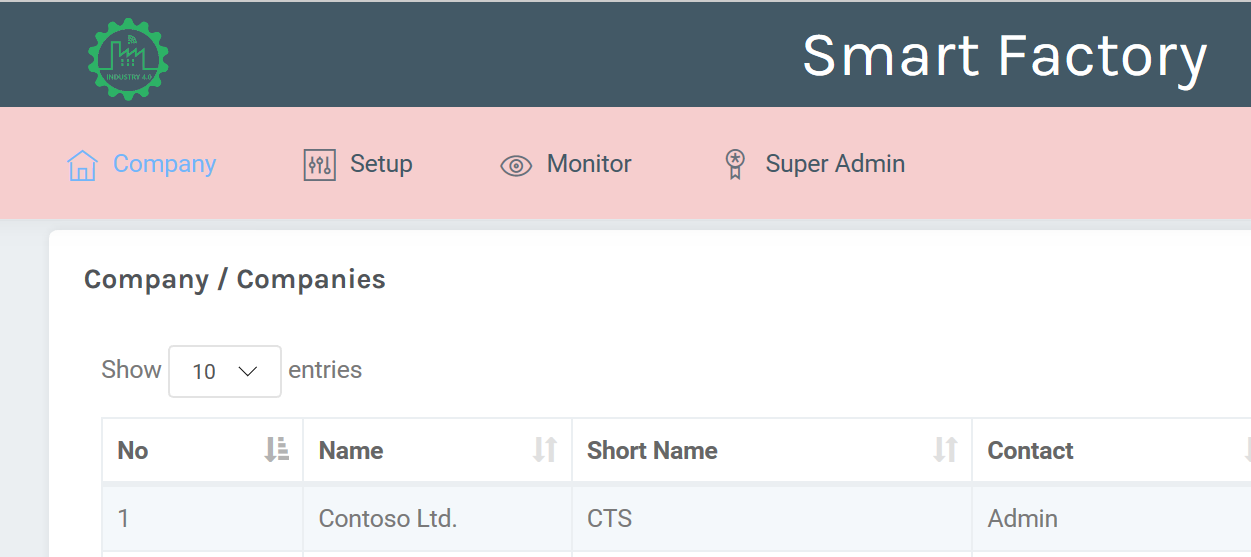 INDUSTRY 4.0
Smart Factory
Company Setup Monitor Super Admin
Company / Companies
Show 10 entries
No Name Short Name Contact
1 Contoso Ltd. CTS Admin